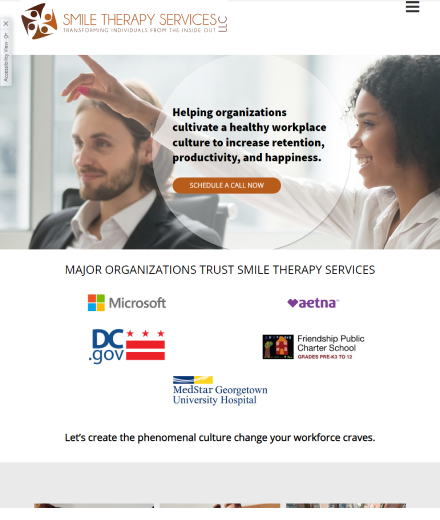 SMILE THERAPY SERVICES LLC
TRANSFORMING INDIVIDUALS FROM THE INSIDE OUT
Accessibility View
Helping organizations
cultivate a healthy workplace
culture to increase retention,
productivity, and happiness.
SCHEDULE A CALL NOW
MAJOR ORGANIZATIONS TRUST SMILE THERAPY SERVICES
Microsoft
aetna™
DC
.gov
Friendship Public
Charter School
GRADES PRE-K3 TO 12
MedStar Georgetown
University Hospital
Let's create the phenomenal culture change your workforce craves.